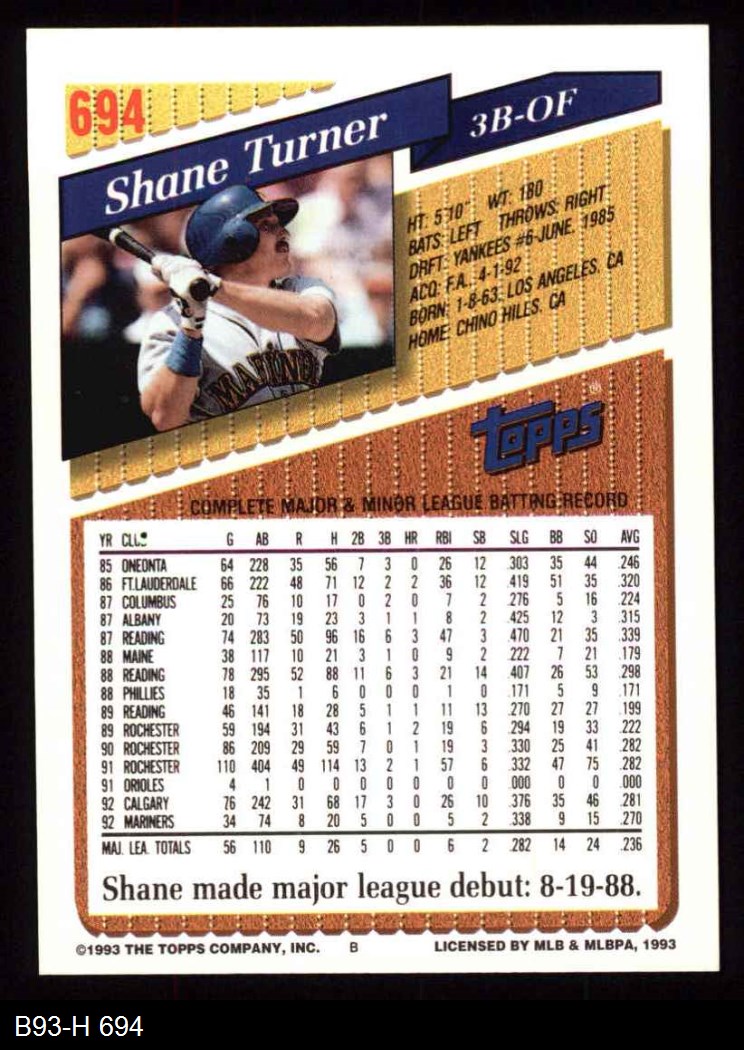 694
Shane Turner
3B-OF
HT: 5'10" WT: 180
BATS: LEFT THROWS: RIGHT
DRFT: YANKEES #6-JUNE, 1985
ACQ: F.A., 4-1-92
BORN: 1-8-63, LOS ANGELES, CA
HOME: CHINO HILLS, CA
MARINERS
Topps®
COMPLETE MAJOR & MINOR LEAGUE BATTING RECORD
YR CLUB G AB R H 2B 3B HR RBI SB SLG BB SO AVG
85 ONEONTA 64 228 35 56 7 3 0 26 12 .303 35 44 .246
86 FT.LAUDERDALE 66 222 48 71 12 2 2 36 12 .419 51 35 .320
87 COLUMBUS 25 76 10 17 0 2 0 7 2 .276 5 16 .224
87 ALBANY 20 73 19 23 3 1 1 8 2 .425 12 3 .315
87 READING 74 283 50 96 16 6 3 47 3 .470 21 35 .339
88 MAINE 38 117 10 21 3 1 0 9 2 .222 7 21 .179
88 READING 78 295 52 88 11 6 3 21 14 .407 26 53 .298
88 PHILLIES 18 35 1 6 0 0 0 1 0 .171 5 9 .171
89 READING 46 141 18 28 5 1 1 11 13 .270 27 27 .199
89 ROCHESTER 59 194 31 43 6 1 2 19 6 .294 19 33 .222
90 ROCHESTER 86 209 29 59 7 0 1 19 3 .330 25 41 .282
91 ROCHESTER 110 404 49 114 13 2 1 57 6 .332 47 75 .282
91 ORIOLES 4 1 0 0 0 0 0 0 0 .000 0 0 .000
92 CALGARY 76 242 31 68 17 3 0 26 10 .376 35 46 .281
92 MARINERS 34 74 8 20 5 0 0 5 2 .338 9 15 .270
MAJ. LEA. TOTALS 56 110 9 26 5 0 0 6 2 .282 14 24 .236
Shane made major league debut: 8-19-88.
©1993 THE TOPPS COMPANY, INC. B LICENSED BY MLB & MLBPA, 1993
B93-H 694